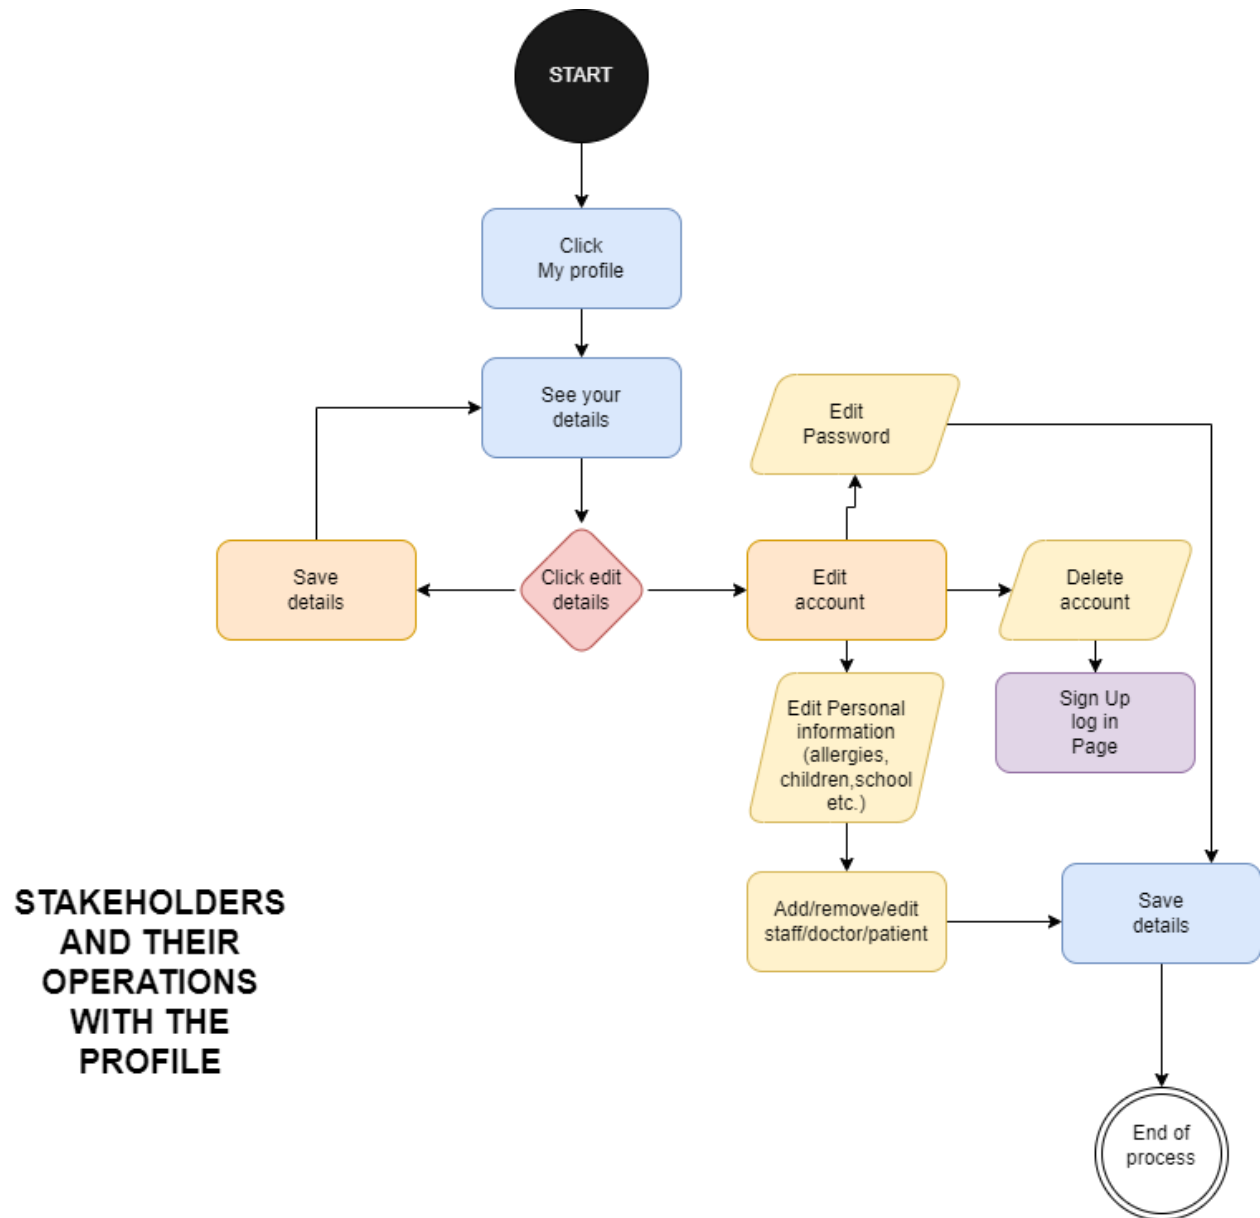 START
Click
My profile
See your
details
Edit
Password
Save
details
Click edit
details
Edit
account
Delete
account
Edit Personal
information
(allergies,
children,school
etc.)
Sign Up
log in
Page
Add/remove/edit
staff/doctor/patient
Save
details
STAKEHOLDERS
AND THEIR
OPERATIONS
WITH THE
PROFILE
End of
process